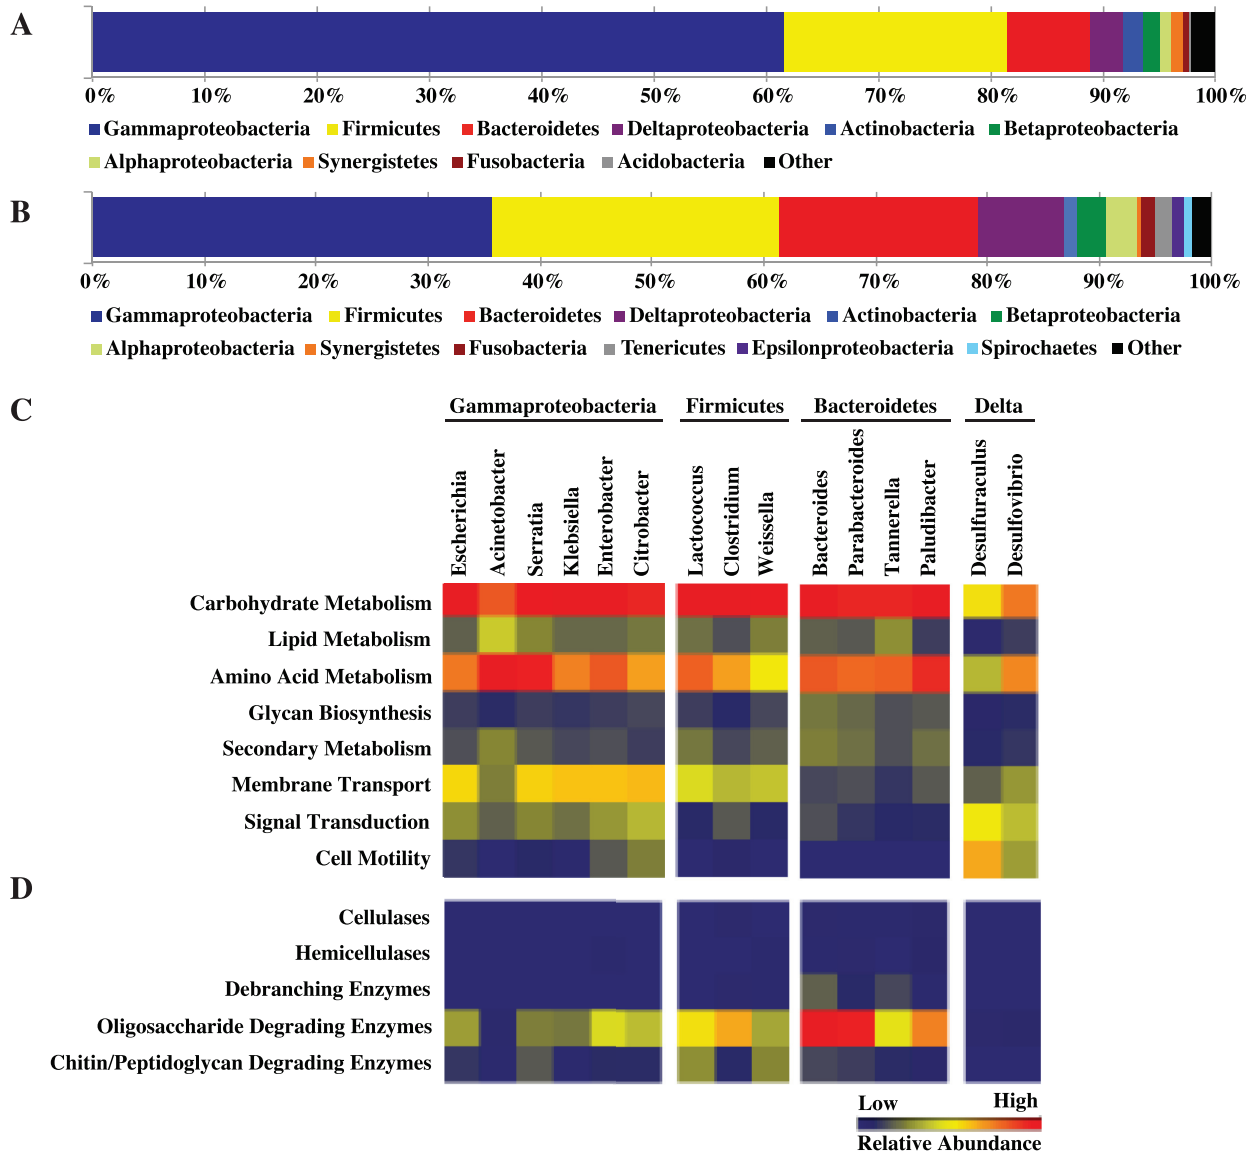 A
0% 10% 20% 30% 40% 50% 60% 70% 80% 90% 100%
Gammaproteobacteria Firmicutes Bacteroidetes Deltaproteobacteria Actinobacteria Betaproteobacteria
Alphaproteobacteria Synergistetes Fusobacteria Acidobacteria Other
B
0% 10% 20% 30% 40% 50% 60% 70% 80% 90% 100%
Gammaproteobacteria Firmicutes Bacteroidetes Deltaproteobacteria Actinobacteria Betaproteobacteria
Alphaproteobacteria Synergistetes Fusobacteria Tenericutes Epsilonproteobacteria Spirochaetes Other
C
Gammaproteobacteria Firmicutes Bacteroidetes Delta
Escherichia
Acinetobacter
Serratia
Klebsiella
Enterobacter
Citrobacter
Lactococcus
Clostridium
Weissella
Bacteroides
Parabacteroides
Tannerella
Paludibacter
Desulfuraculus
Desulfovibrio
Carbohydrate Metabolism
Lipid Metabolism
Amino Acid Metabolism
Glycan Biosynthesis
Secondary Metabolism
Membrane Transport
Signal Transduction
Cell Motility
D
Cellulases
Hemicellulases
Debranching Enzymes
Oligosaccharide Degrading Enzymes
Chitin/Peptidoglycan Degrading Enzymes
Low High
Relative Abundance